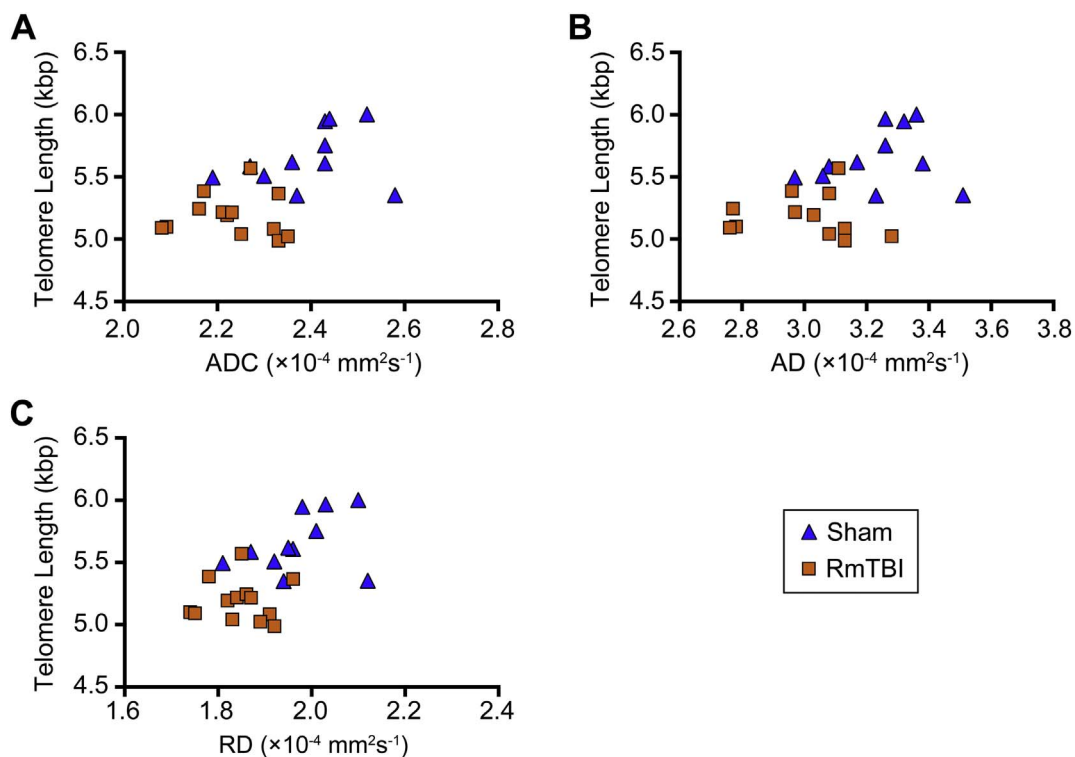 A
B
6.5
6.0
5.5
5.0
4.5
Telomere Length (kbp)
2.0 2.2 2.4 2.6 2.8
ADC (×10⁻⁴ mm²s⁻¹)
6.5
6.0
5.5
5.0
4.5
Telomere Length (kbp)
2.6 2.8 3.0 3.2 3.4 3.6 3.8
AD (×10⁻⁴ mm²s⁻¹)
C
6.5
6.0
5.5
5.0
4.5
Telomere Length (kbp)
1.6 1.8 2.0 2.2 2.4
RD (×10⁻⁴ mm²s⁻¹)
Sham
RmTBI